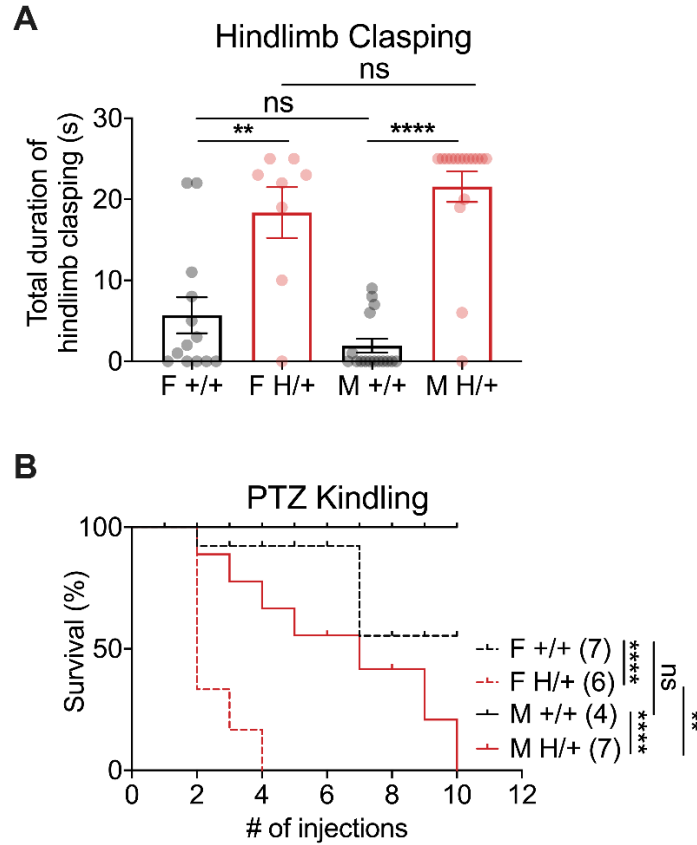 A
Hindlimb Clasping
ns
ns
** ****
Total duration of
hindlimb clasping (s)
30
20
10
0
F +/+ F H/+ M +/+ M H/+
B
PTZ Kindling
Survival (%)
100
50
0
0 2 4 6 8 10 12
# of injections
F +/+ (7)
F H/+ (6)
M +/+ (4)
M H/+ (7)
****
****
ns
**